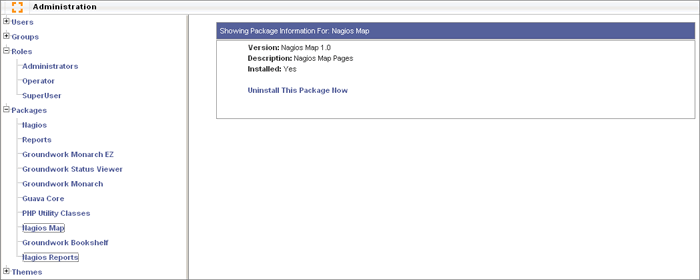 Administration
Users
Groups
Roles
Administrators
Operator
SuperUser
Packages
Nagios
Reports
Groundwork Monarch EZ
Groundwork Status Viewer
Groundwork Monarch
Guava Core
PHP Utility Classes
Nagios Map
Groundwork Bookshelf
Nagios Reports
Themes
Showing Package Information For: Nagios Map
Version: Nagios Map 1.0
Description: Nagios Map Pages
Installed: Yes
Uninstall This Package Now